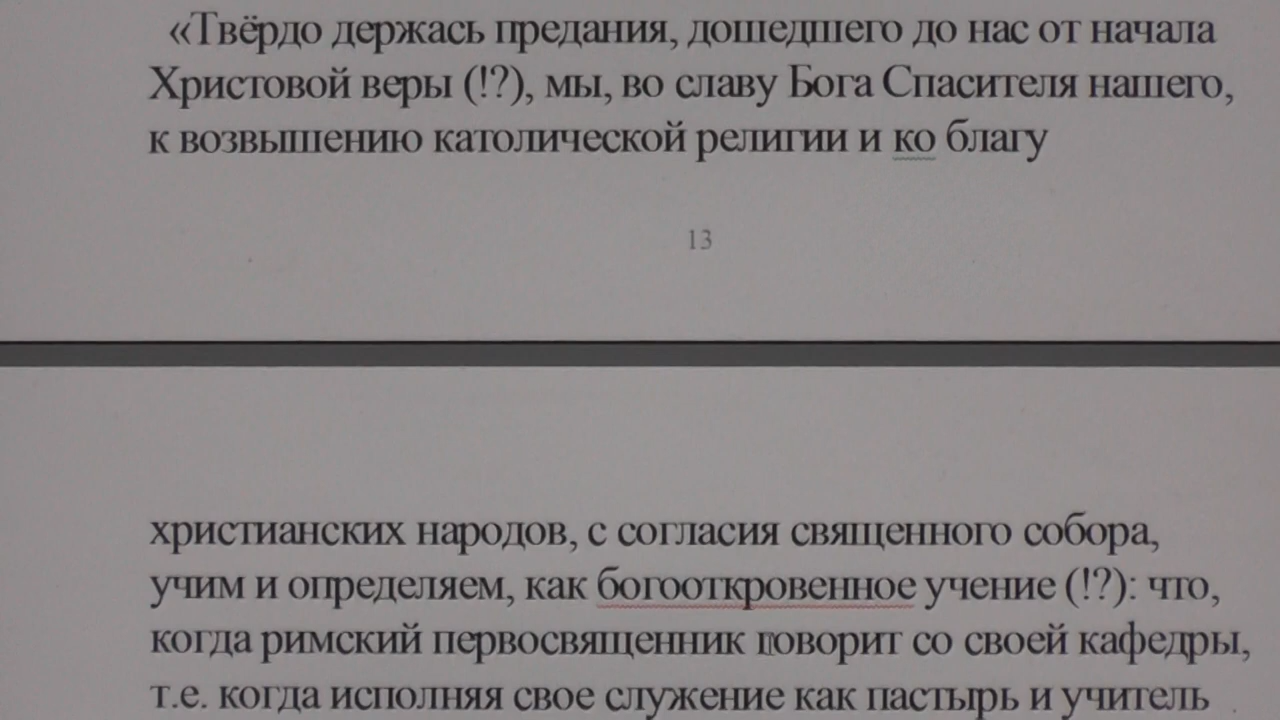 «Твёрдо держась предания, дошедшего до нас от начала
Христовой веры (!?), мы, во славу Бога Спасителя нашего,
к возвышению католической религии и ко благу
13
христианских народов, с согласия священного собора,
учим и определяем, как богооткровенное учение (!?): что,
когда римский первосвященник говорит со своей кафедры,
т.е. когда исполняя свое служение как пастырь и учитель